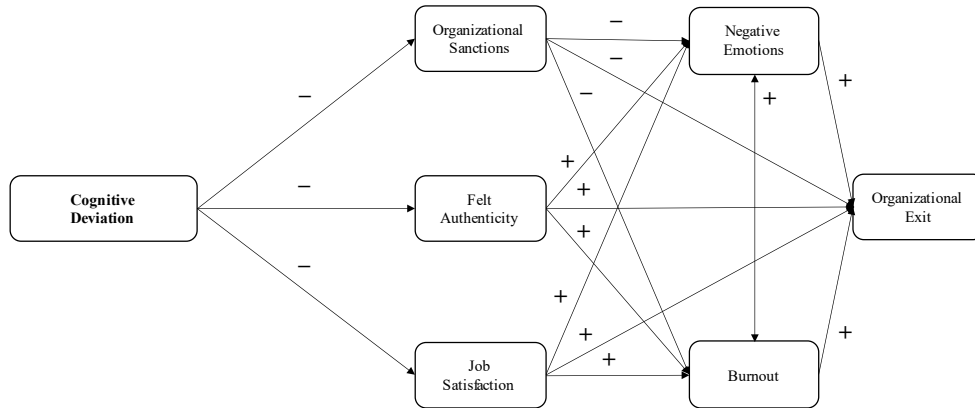 Organizational
Sanctions
Negative
Emotions
−
−
−
+
+
−
Cognitive
Deviation
−
Felt
Authenticity
+
+
+
Organizational
Exit
−
+
+
+
+
Job
Satisfaction
Burnout